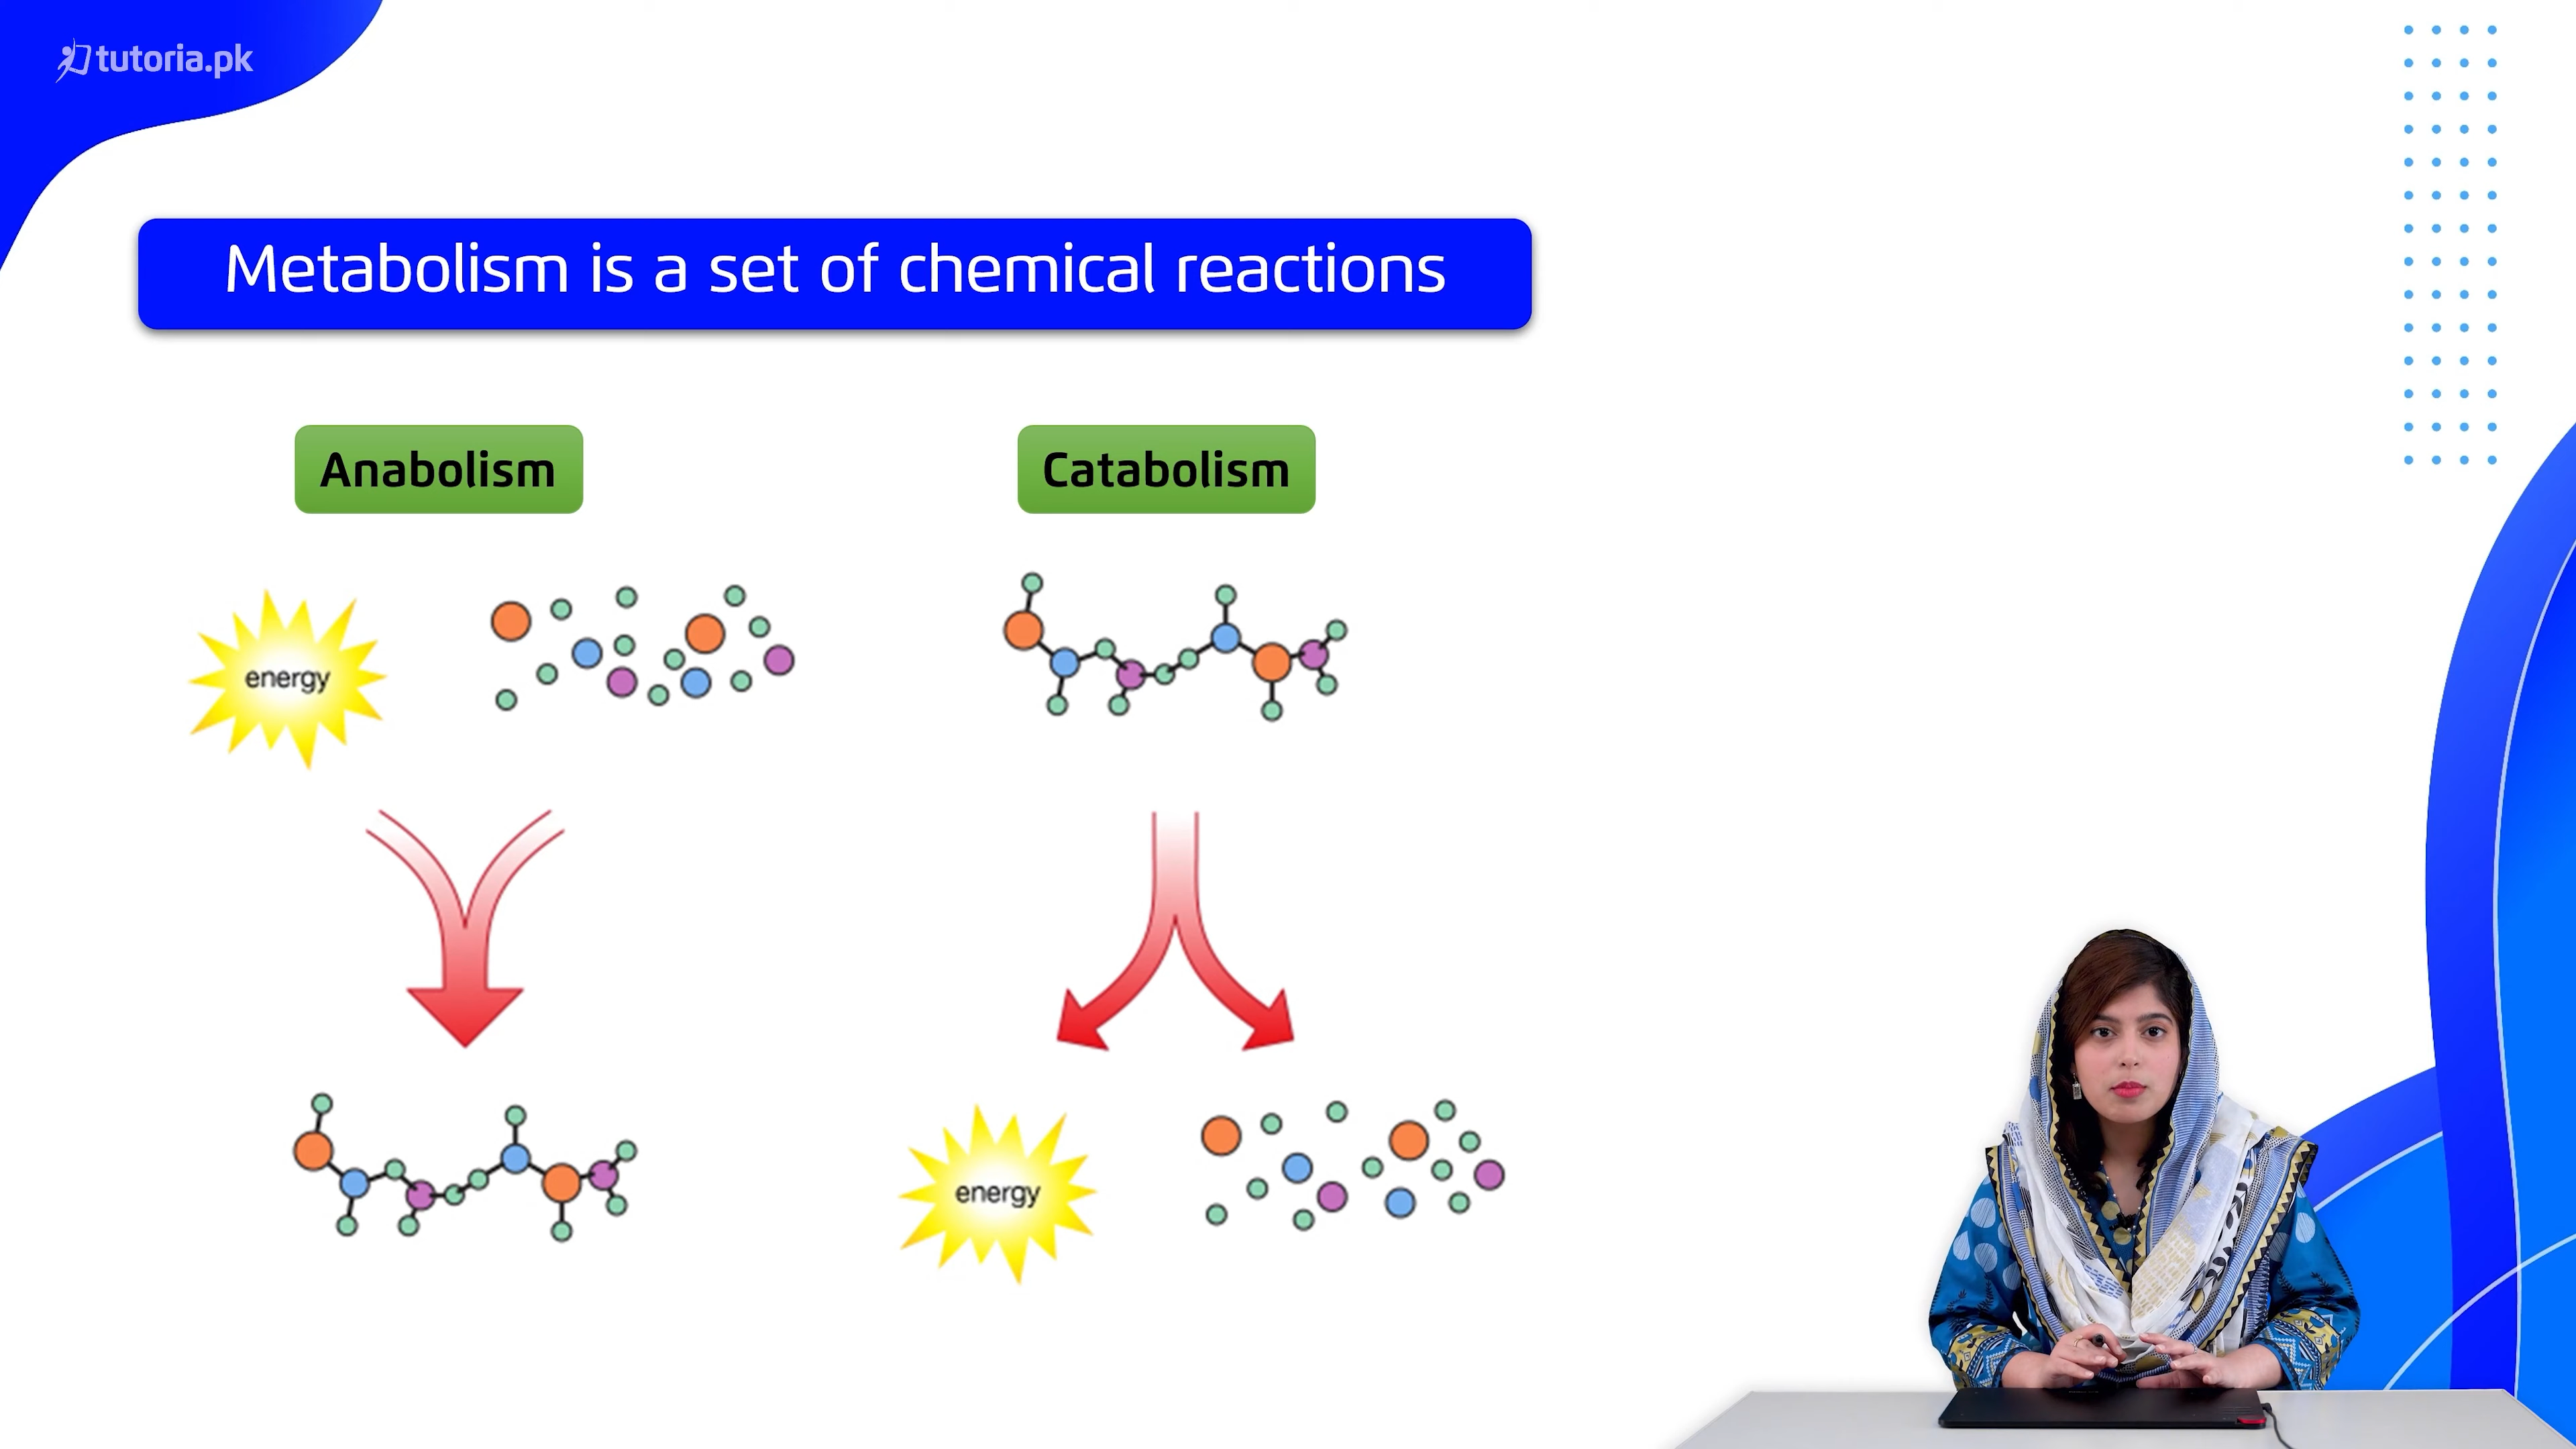 tutoria.pk
Metabolism is a set of chemical reactions
Anabolism
Catabolism
energy
energy